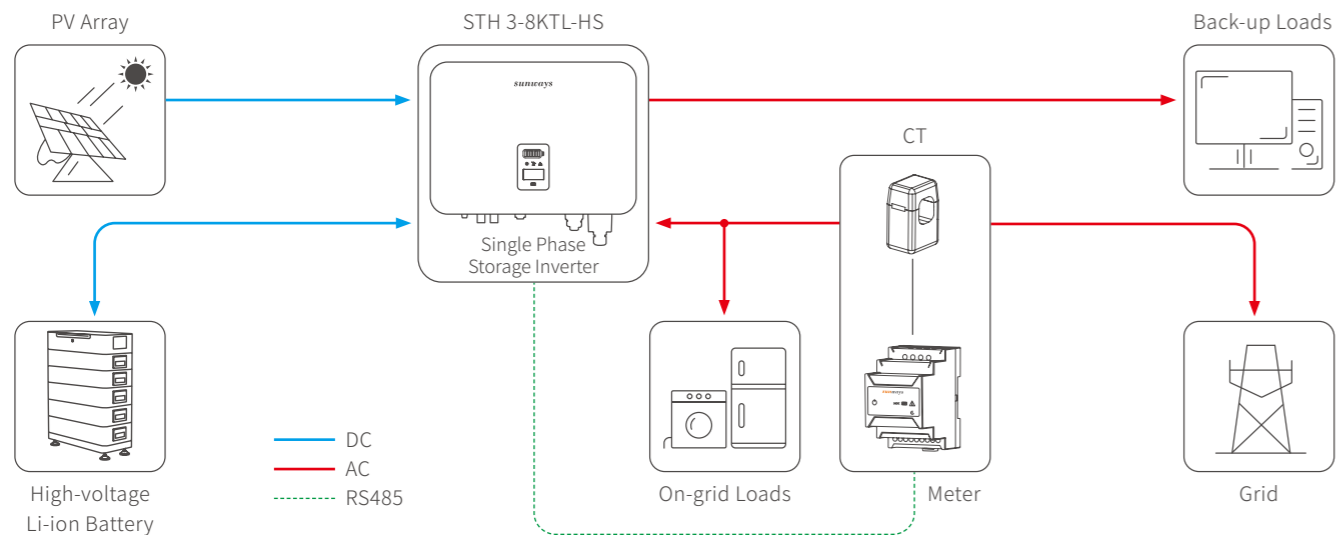 PV Array
STH 3-8KTL-HS
Back-up Loads
sunways
CT
Single Phase
Storage Inverter
sunways
DC
AC
RS485
High-voltage
Li-ion Battery
On-grid Loads
Meter
Grid